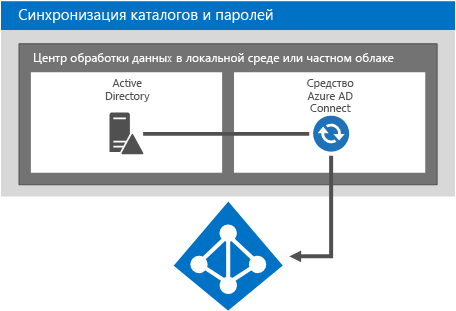 Синхронизация каталогов и паролей
Центр обработки данных в локальной среде или частном облаке
Active
Directory
Средство
Azure AD
Connect